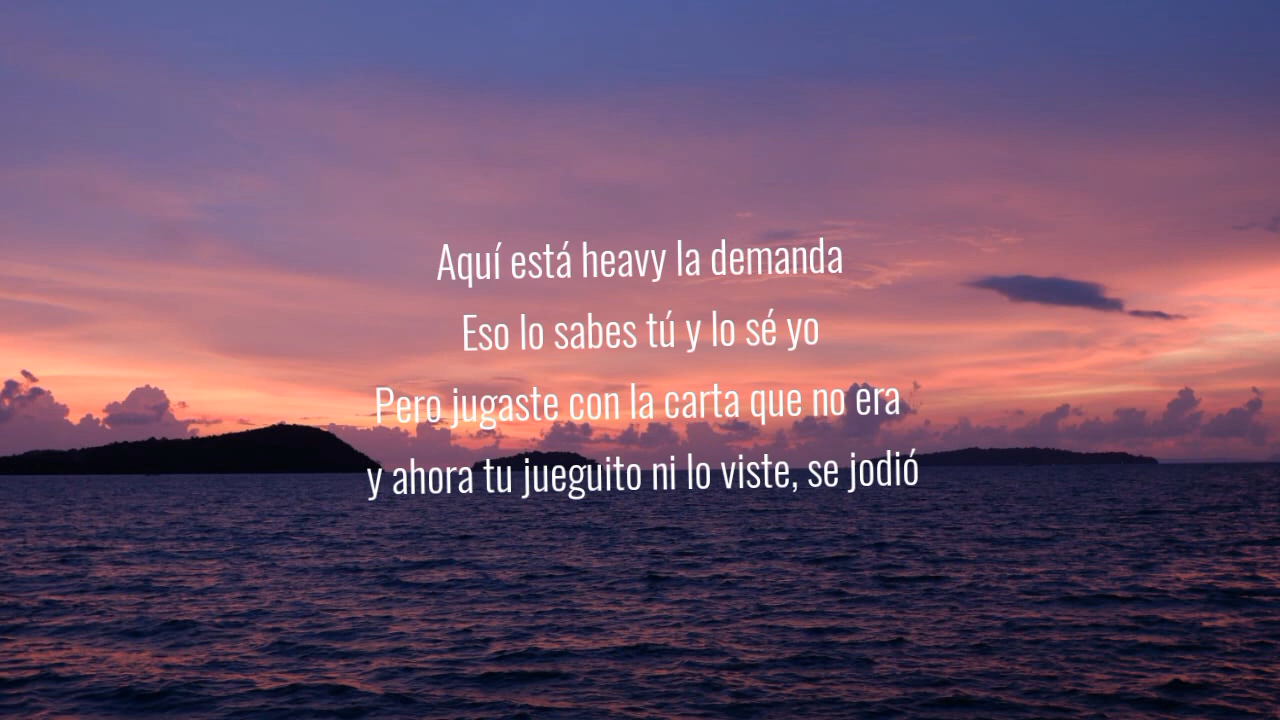 Aquí está heavy la demanda
Eso lo sabes tú y lo sé yo
Pero jugaste con la carta que no era
y ahora tu jueguito ni lo viste, se jodió